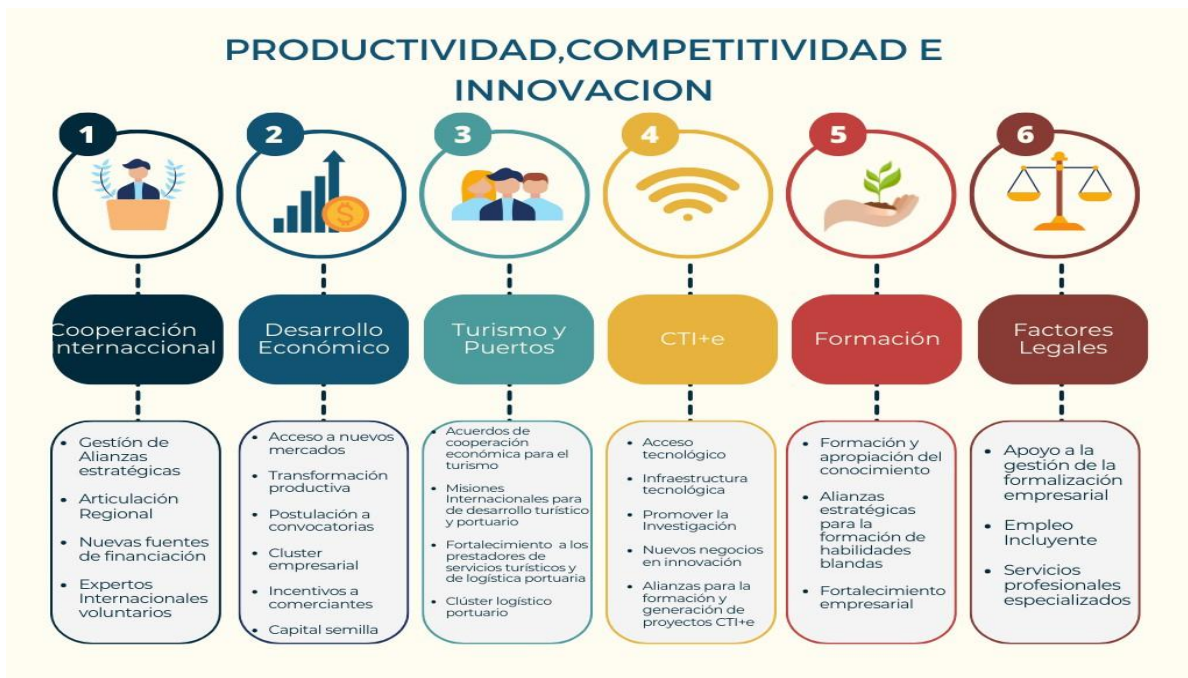 PRODUCTIVIDAD,COMPETITIVIDAD E
INNOVACION
1
2
3
4
5
6
$
Cooperación
Internaccional
Desarrollo
Económico
Turismo y
Puertos
CTI+e
Formación
Factores
Legales
• Gestíón de
Alianzas
estratégicas
• Articulación
Regional
• Nuevas fuentes
de financiación
• Expertos
Internacionales
voluntarios
• Acceso a nuevos
mercados
• Transformación
productiva
• Postulación a
convocatorias
• Cluster
empresarial
• Incentivos a
comerciantes
• Capital semilla
• Acuerdos de
cooperación
económica para el
turismo
• Misiones
Internacionales para
de desarrollo turístico
y portuario
• Fortalecimiento a los
prestadores de
servicios turísticos y
de logística portuaria
• Clúster logístico
portuario
• Acceso
tecnológico
• Infraestructura
tecnológica
• Promover la
Investigación
• Nuevos negocios
en innovación
• Alianzas para la
formación y
generación de
proyectos CTI+e
• Formación y
apropiación del
conocimiento
• Alianzas
estratégicas
para la
formación de
habilidades
blandas
• Fortalecimiento
empresarial
• Apoyo a la
gestión de la
formalización
empresarial
• Empleo
Incluyente
• Servicios
profesionales
especializados